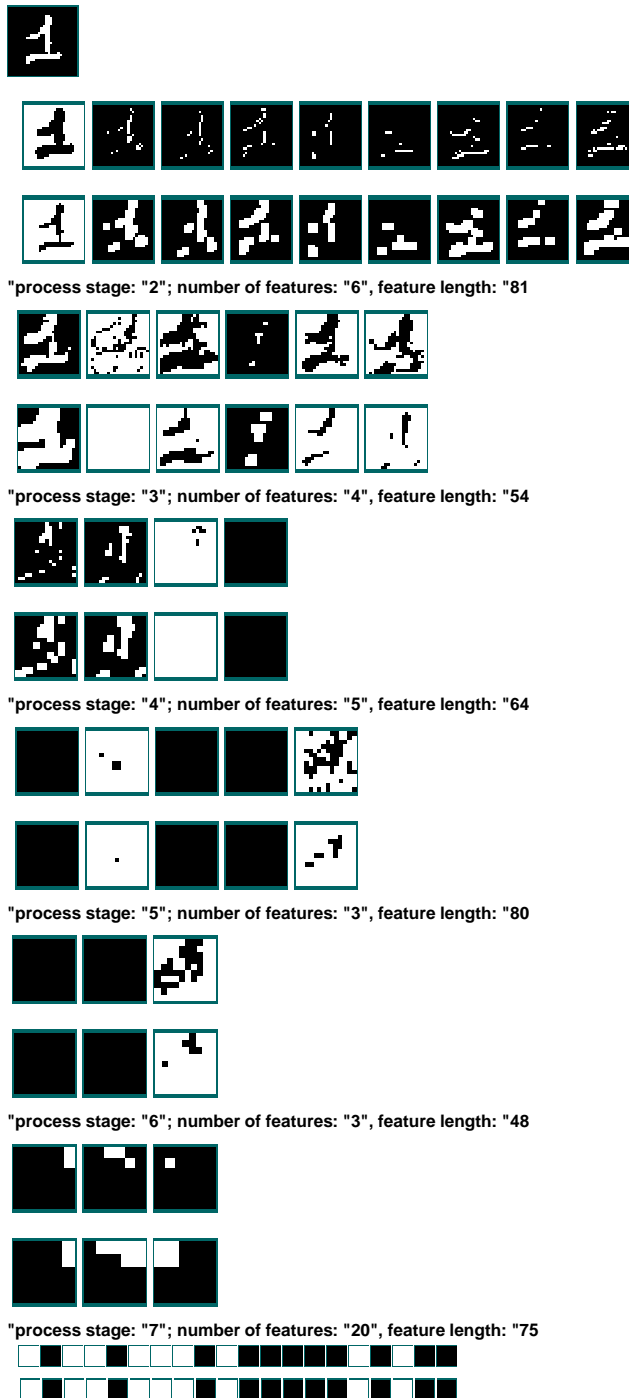 1
"process stage: "2"; number of features: "6", feature length: "81
"process stage: "3"; number of features: "4", feature length: "54
"process stage: "4"; number of features: "5", feature length: "64
"process stage: "5"; number of features: "3", feature length: "80
"process stage: "6"; number of features: "3", feature length: "48
"process stage: "7"; number of features: "20", feature length: "75